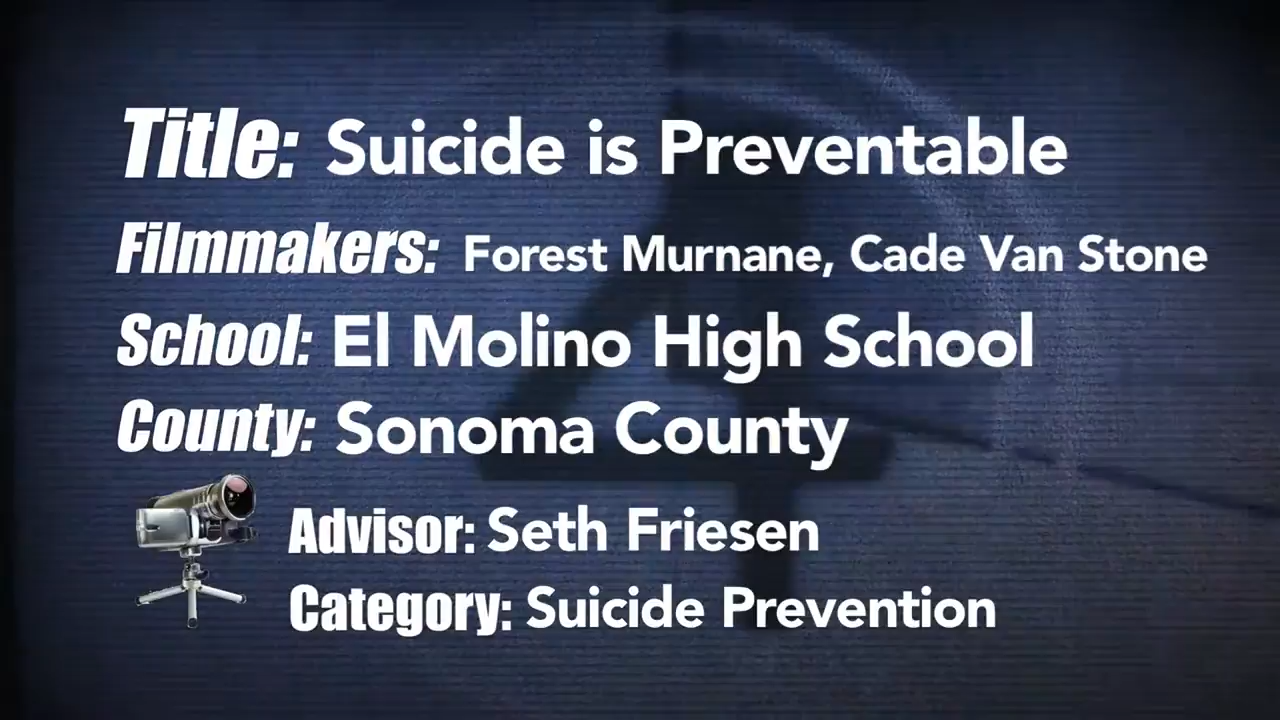 Title: Suicide is Preventable
Filmmakers: Forest Murnane, Cade Van Stone
School: El Molino High School
County: Sonoma County
Advisor: Seth Friesen
Category: Suicide Prevention